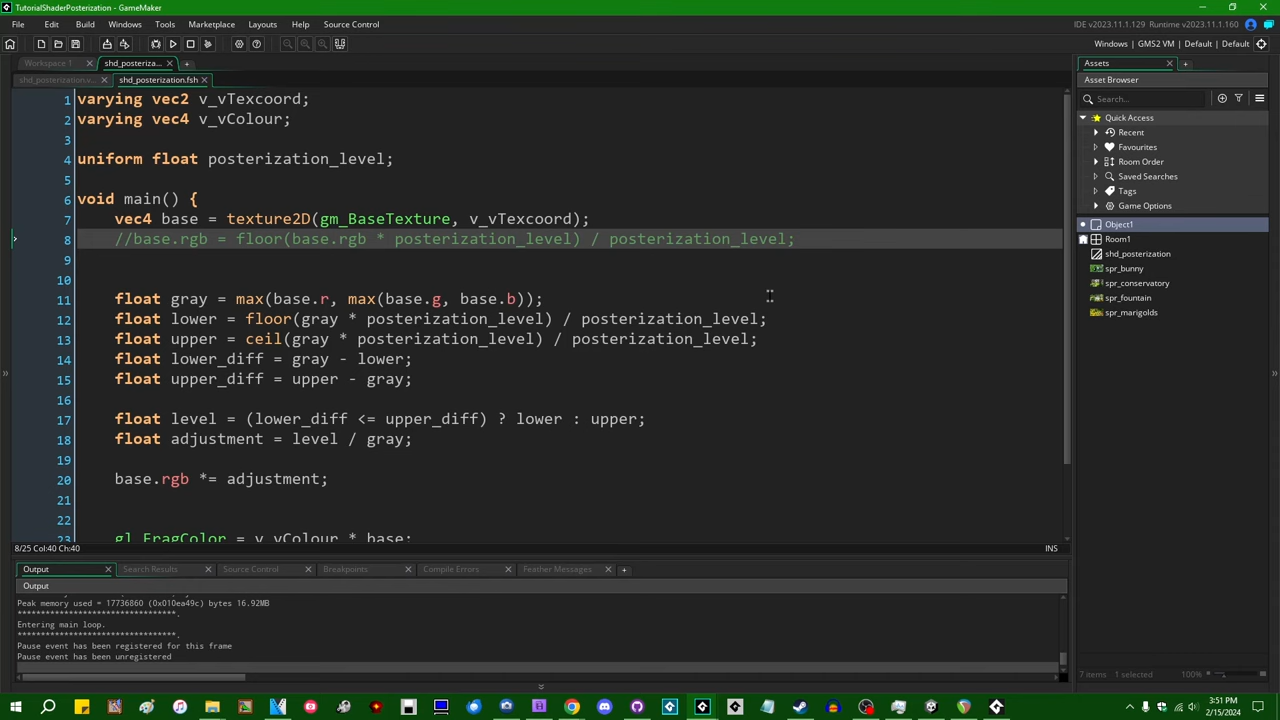 TutorialShaderPosterization - GameMaker
File Edit Build Windows Tools Marketplace Layouts Help Source Control
IDE v2023.11.1.129 Runtime v2023.11.1.160
Windows | GMS2 VM | Default | Default
Workspace 1
shd_posteriza...
shd_posterization.v...
shd_posterization.fsh
1 varying vec2 v_vTexcoord;
2 varying vec4 v_vColour;
3
4 uniform float posterization_level;
5
6 void main() {
7 vec4 base = texture2D(gm_BaseTexture, v_vTexcoord);
8 //base.rgb = floor(base.rgb * posterization_level) / posterization_level;
9
10
11 float gray = max(base.r, max(base.g, base.b));
12 float lower = floor(gray * posterization_level) / posterization_level;
13 float upper = ceil(gray * posterization_level) / posterization_level;
14 float lower_diff = gray - lower;
15 float upper_diff = upper - gray;
16
17 float level = (lower_diff <= upper_diff) ? lower : upper;
18 float adjustment = level / gray;
19
20 base.rgb *= adjustment;
21
22
23 gl_FragColor = v_vColour * base;
8/25 Col:40 Ch:40
INS
Output Search Results Source Control Breakpoints Compile Errors Feather Messages
Output
Peak memory used = 17736860 (0x010ea49c) bytes 16.92MB
**********************************.
Entering main loop.
**********************************.
Pause event has been registered for this frame
Pause event has been unregistered
Assets
Asset Browser
Search...
Quick Access
Recent
Favourites
Room Order
Saved Searches
Tags
Game Options
Object1
Room1
shd_posterization
spr_bunny
spr_conservatory
spr_fountain
spr_marigolds
7 items 1 selected
100%
3:51 PM
2/15/2024